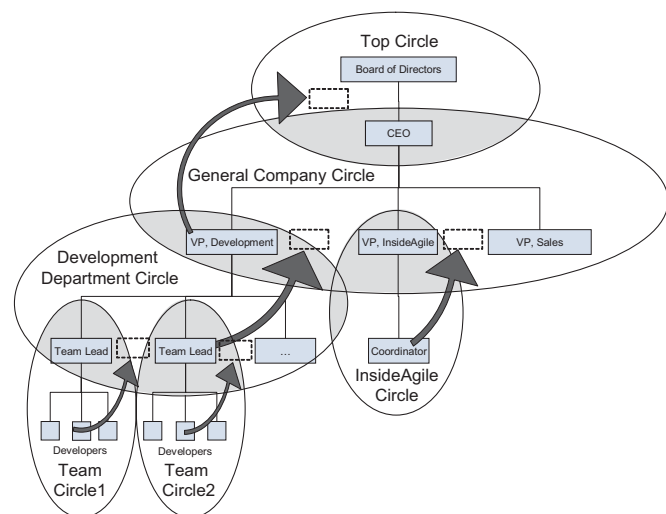 Top Circle
Board of Directors
CEO
General Company Circle
VP, Development
VP, InsideAgile
VP, Sales
Development
Department Circle
Team Lead
Team Lead
...
Coordinator
InsideAgile
Circle
Developers
Developers
Team
Circle1
Team
Circle2